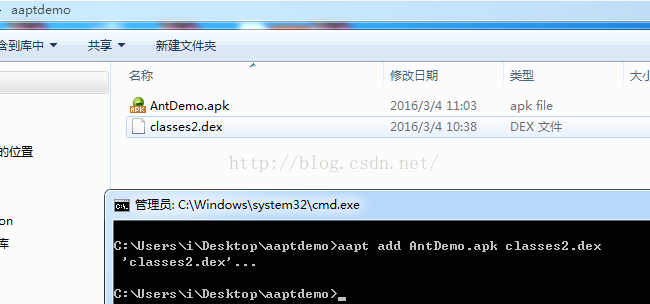 aaptdemo
含到库中 共享 新建文件夹
名称 修改日期 类型 大小
AntDemo.apk 2016/3/4 11:03 apk file
classes2.dex 2016/3/4 10:38 DEX 文件
的位置
http://blog.csdn.net/
管理员: C:\Windows\system32\cmd.exe
on
库
C:\Users\i\Desktop\aaptdemo>aapt add AntDemo.apk classes2.dex
'classes2.dex'...
C:\Users\i\Desktop\aaptdemo>